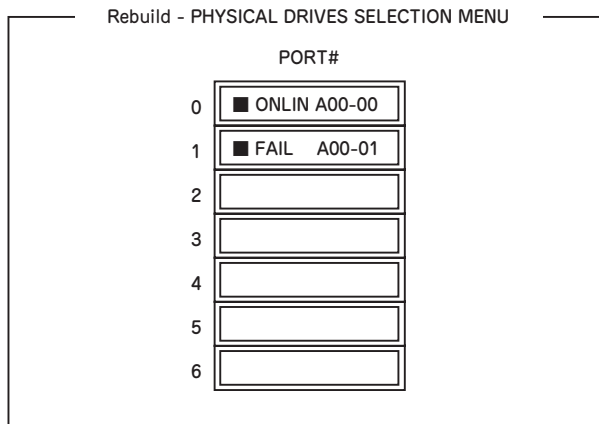 Rebuild - PHYSICAL DRIVES SELECTION MENU
PORT#
0 ■ ONLIN A00-00
1 ■ FAIL A00-01
2
3
4
5
6